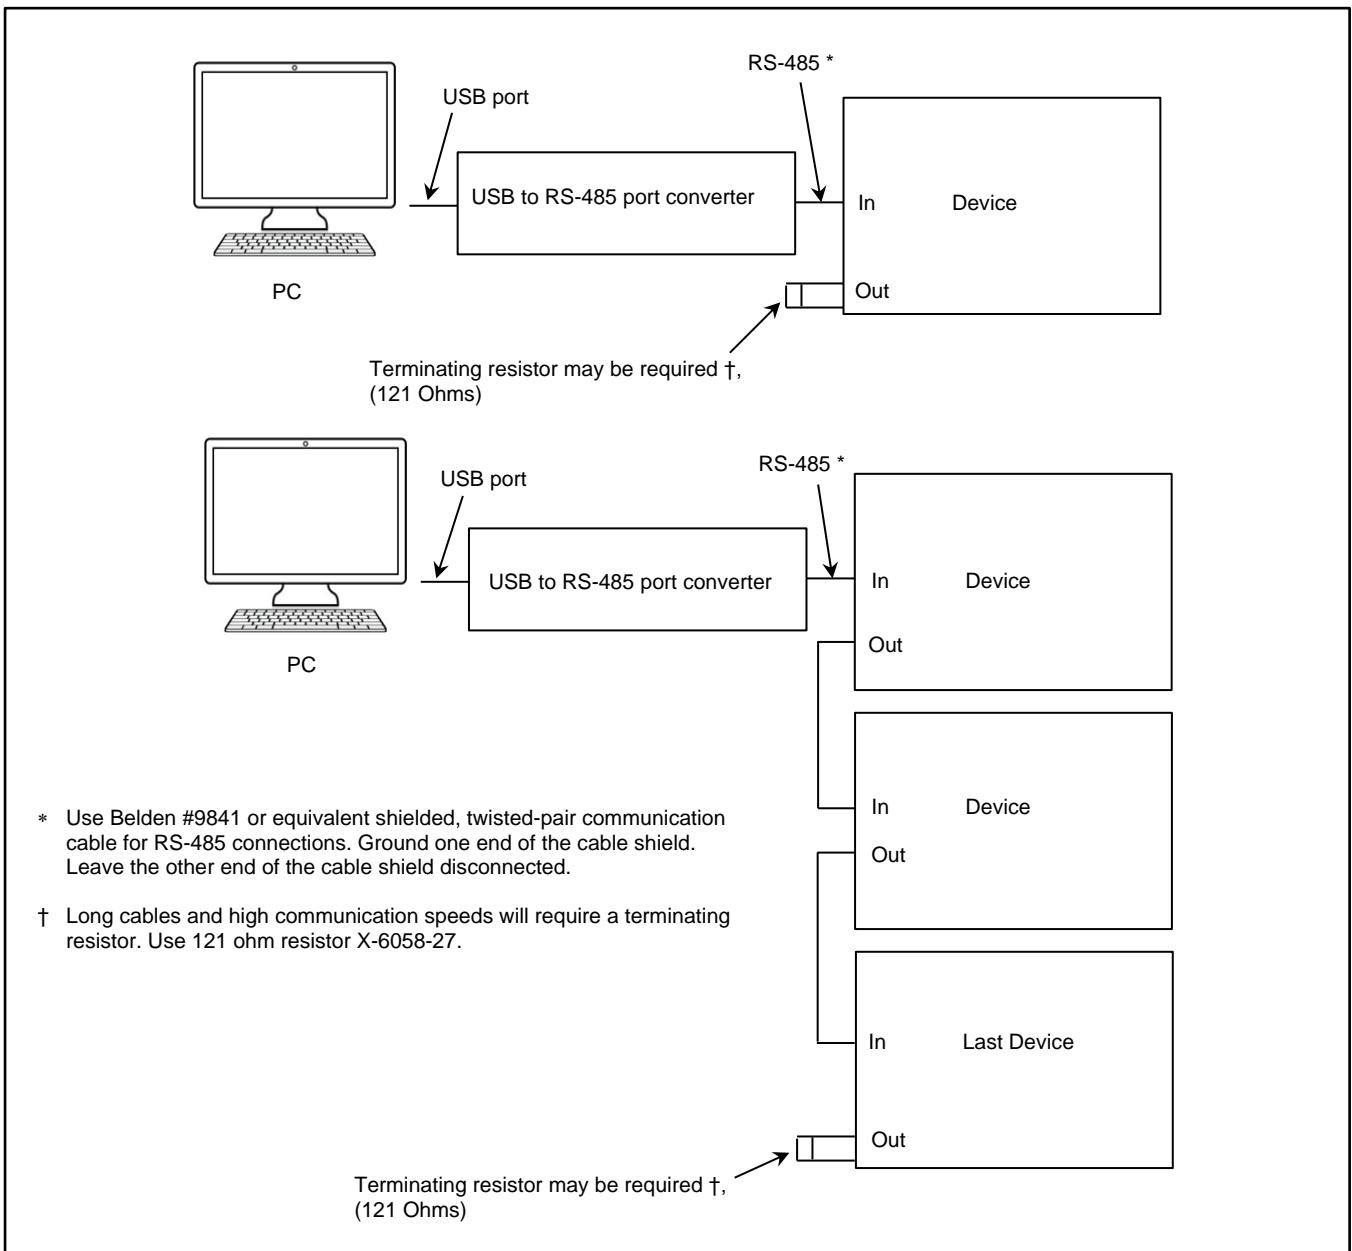 RS-485 *
USB port
USB to RS-485 port converter
In
Device
PC
Out
Terminating resistor may be required †,
(121 Ohms)
RS-485 *
USB port
USB to RS-485 port converter
In
Device
Out
PC
In
Device
Out
* Use Belden #9841 or equivalent shielded, twisted-pair communication
cable for RS-485 connections. Ground one end of the cable shield.
Leave the other end of the cable shield disconnected.
† Long cables and high communication speeds will require a terminating
resistor. Use 121 ohm resistor X-6058-27.
In
Last Device
Out
Terminating resistor may be required †,
(121 Ohms)